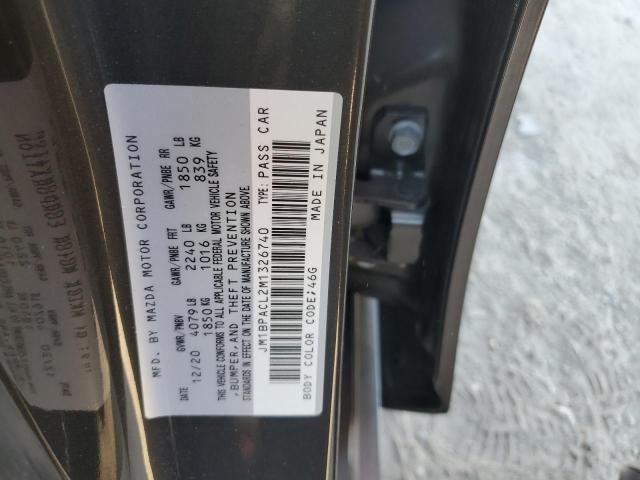 MFD. BY MAZDA MOTOR CORPORATION
DATE GVWR/PNBV GAWR/PNBE FRT GAWR/PNBE RR
12/20 4079 LB 2240 LB 1850 LB
1850 KG 1016 KG 839 KG
THIS VEHICLE CONFORMS TO ALL APPLICABLE FEDERAL MOTOR VEHICLE SAFETY
,BUMPER,AND THEFT PREVENTION
STANDARDS IN EFFECT ON THE DATE OF MANUFACTURE SHOWN ABOVE.
JM1BPACL2M1326740 TYPE: PASS CAR
MADE IN JAPAN
BODY COLOR CODE;46G